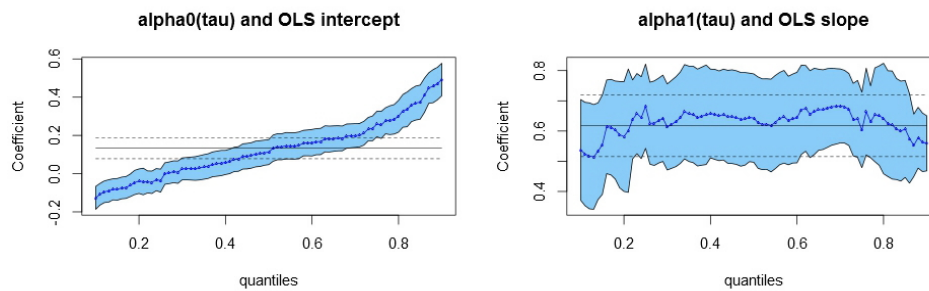 alpha0(tau) and OLS intercept
Coefficient
0.6
0.4
0.2
0.0
-0.2
0.2 0.4 0.6 0.8
quantiles
alpha1(tau) and OLS slope
Coefficient
0.8
0.6
0.4
0.2 0.4 0.6 0.8
quantiles